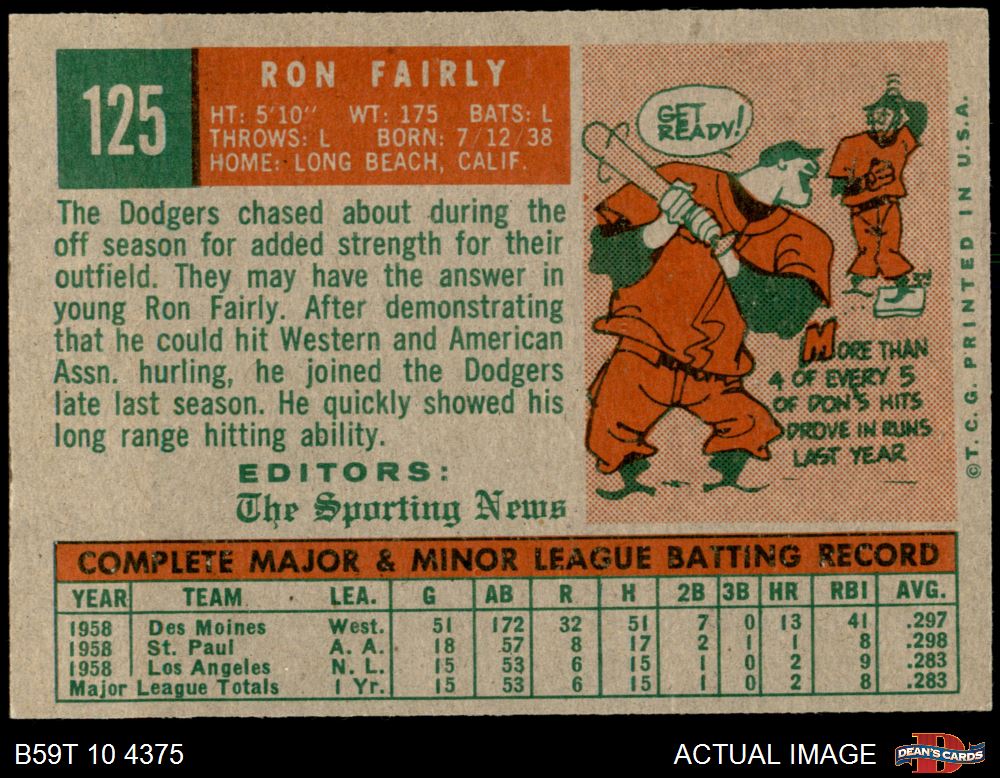 125
RON FAIRLY
HT: 5'10" WT: 175 BATS: L
THROWS: L BORN: 7/12/38
HOME: LONG BEACH, CALIF.
The Dodgers chased about during the
off season for added strength for their
outfield. They may have the answer in
young Ron Fairly. After demonstrating
that he could hit Western and American
Assn. hurling, he joined the Dodgers
late last season. He quickly showed his
long range hitting ability.
EDITORS:
The Sporting News
GET
READY!
1ST
MORE THAN
4 OF EVERY 5
OF DON'S HITS
DROVE IN RUNS
LAST YEAR
© T. C. G. PRINTED IN U.S.A.
COMPLETE MAJOR & MINOR LEAGUE BATTING RECORD
YEAR TEAM LEA. G AB R H 2B 3B HR RBI AVG.
1958 Des Moines West. 51 172 32 51 7 0 13 41 .297
1958 St. Paul A. A. 18 57 8 17 2 1 1 8 .298
1958 Los Angeles N. L. 15 53 6 15 1 0 2 9 .283
Major League Totals 1 Yr. 15 53 6 15 1 0 2 8 .283
B59T 10 4375
ACTUAL IMAGE
DEAN'S CARDS